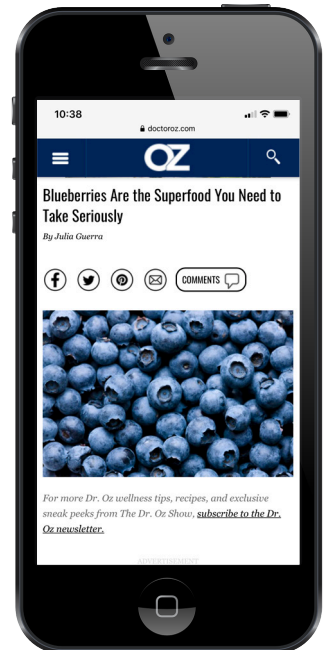 10:38
doctoroz.com
OZ
Blueberries Are the Superfood You Need to
Take Seriously
By Julia Guerra
COMMENTS
For more Dr. Oz wellness tips, recipes, and exclusive
sneak peeks from The Dr. Oz Show, subscribe to the Dr.
Oz newsletter.
ADVERTISEMENT